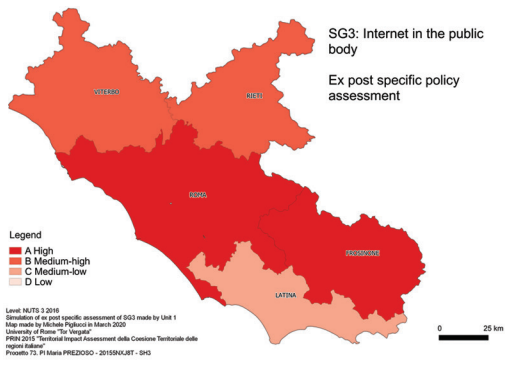 SG3: Internet in the public
body
Ex post specific policy
assessment
VITERBO
RIETI
ROMA
FROSINONE
LATINA
Legend
A High
B Medium-high
C Medium-low
D Low
Level: NUTS 3 2016
Simulation of ex post specific assessment of SG3 made by Unit 1
Map made by Michele Pigliucci in March 2020
University of Rome "Tor Vergata"
PRIN 2015 "Territorial Impact Assessment della Coesione Territoriale delle
regioni italiane"
Progetto 73. PI Maria PREZIOSO - 20155NXJ8T - SH3
0 25 km